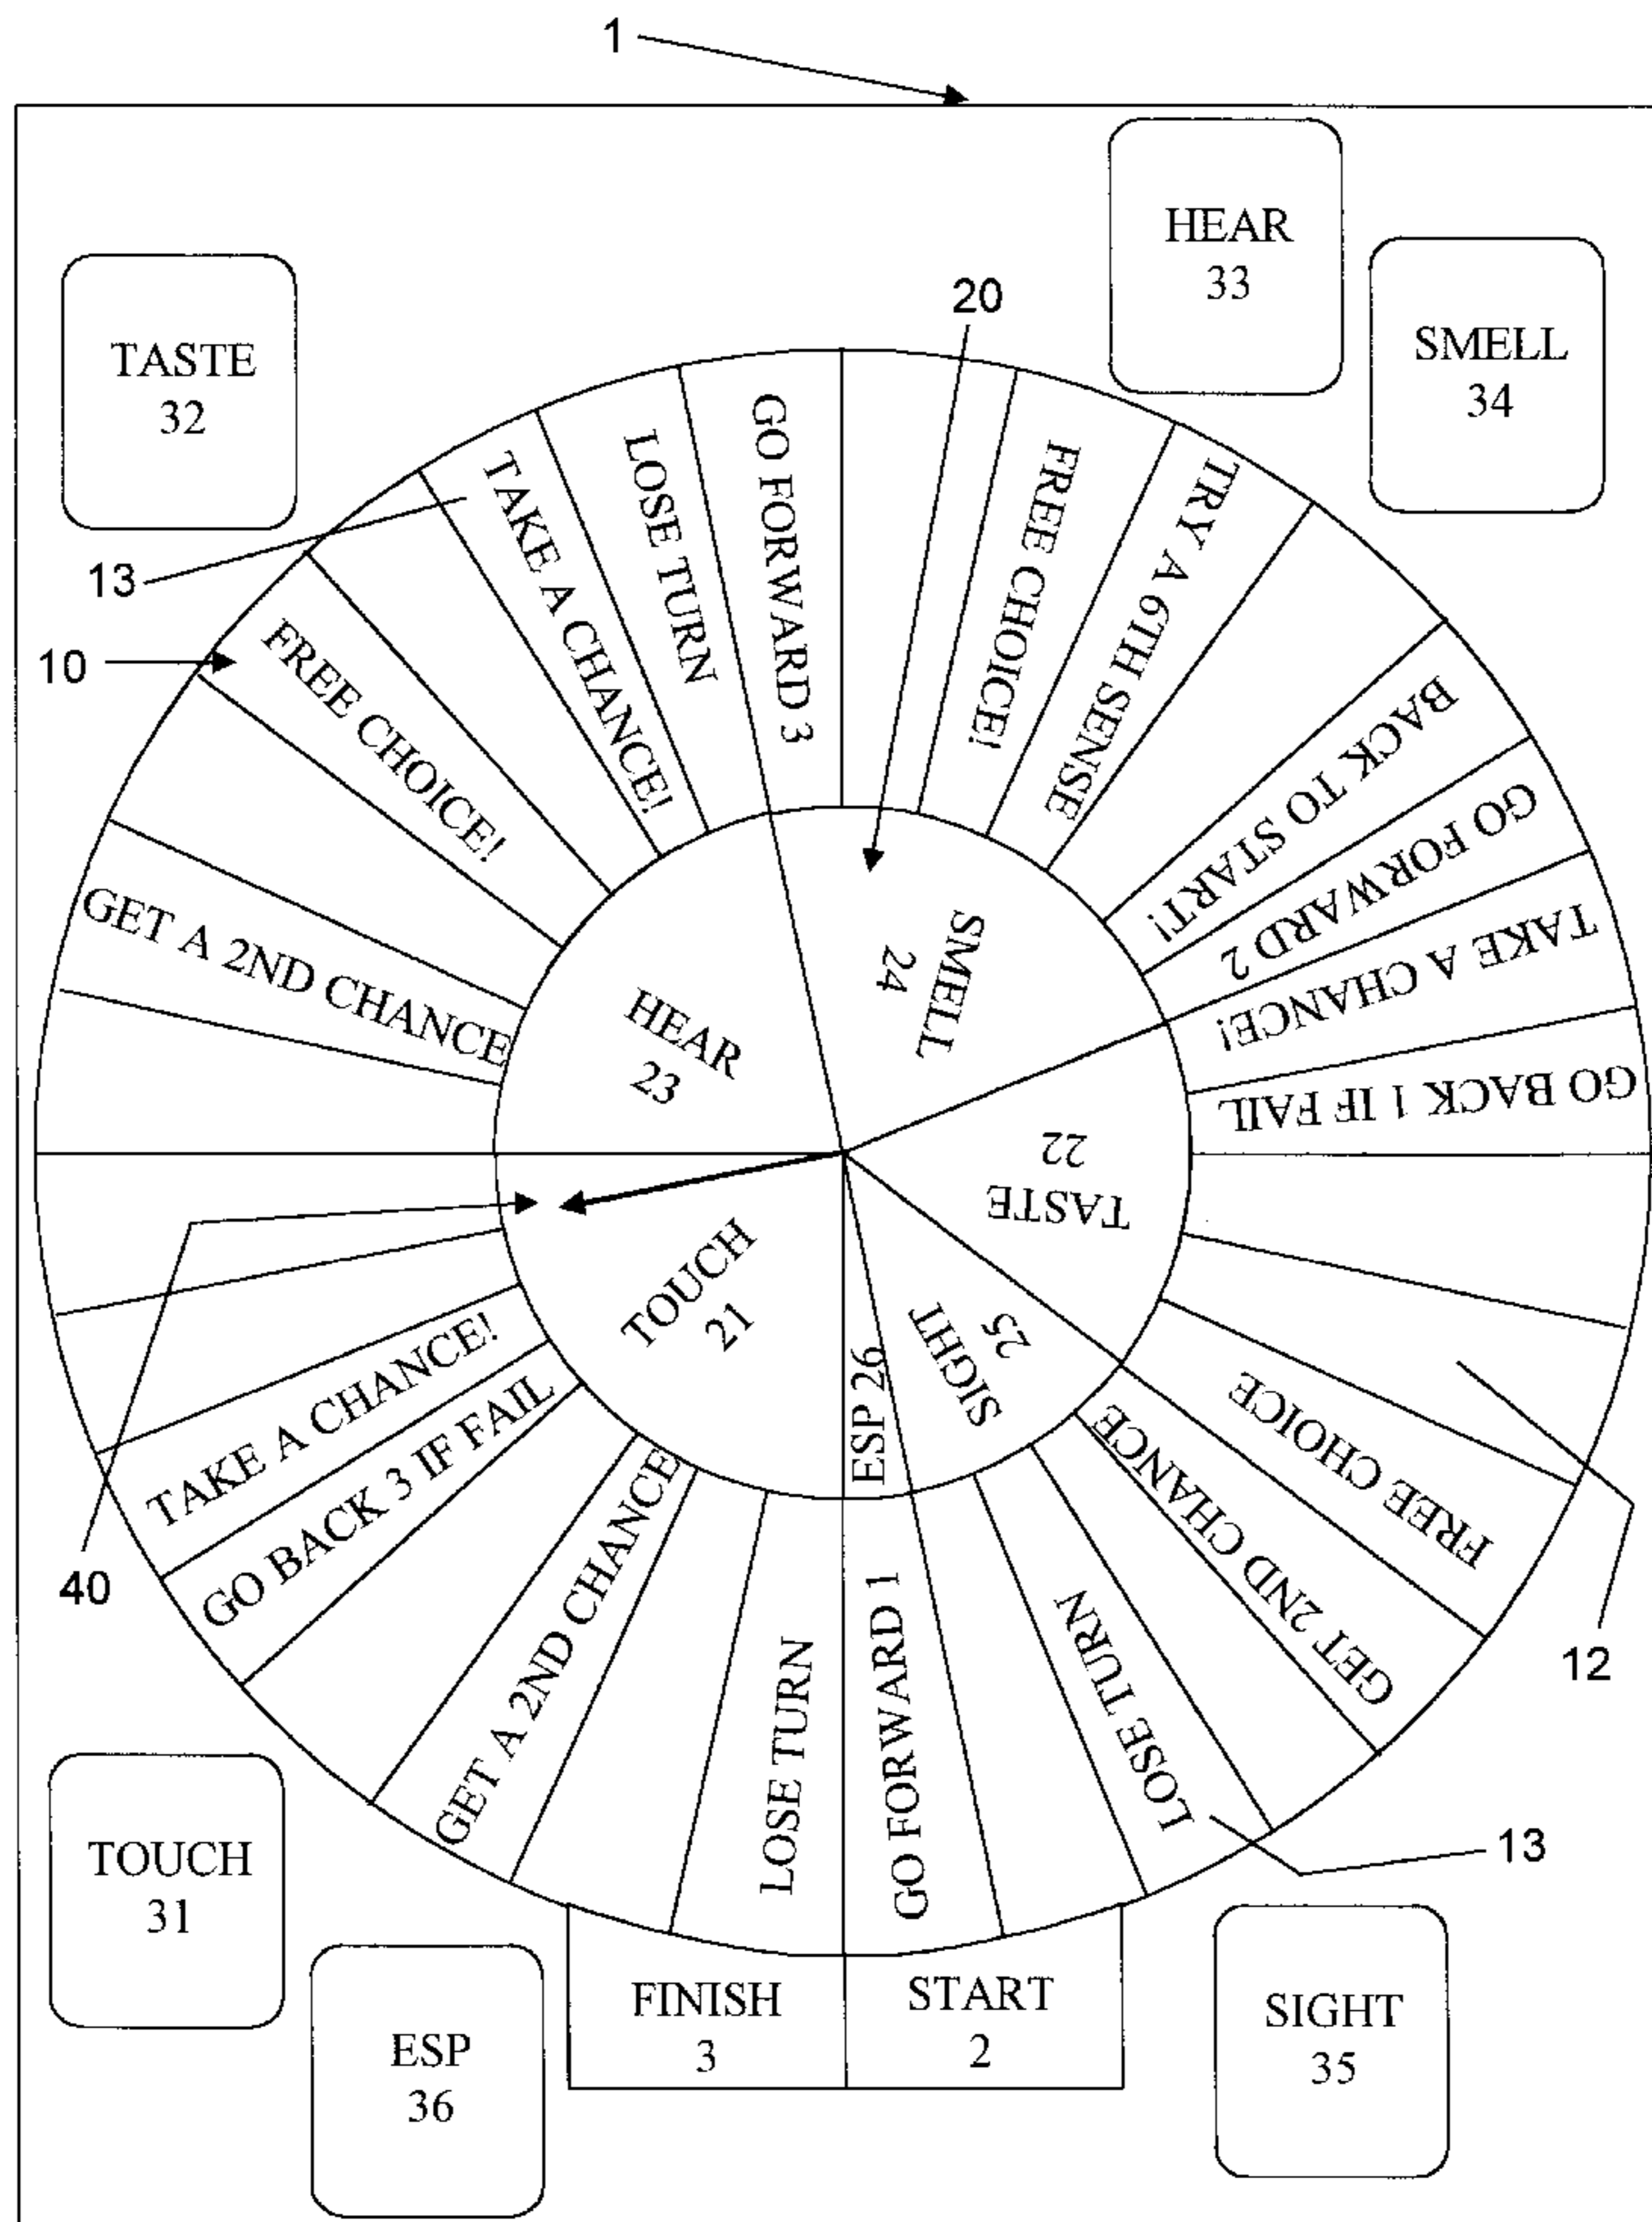 1
HEAR
33
SMELL
34
TASTE
32
20
13
10
GO FORWARD 3
LOSE TURN
TAKE A CHANCE!
FREE CHOICE!
GET A 2ND CHANCE
FREE CHOICE!
TRY A 6TH SENSE
BACK TO START!
GO FORWARD 2
TAKE A CHANCE!
GO BACK 1 IF FAIL
SMELL
24
HEAR
23
TASTE
22
TOUCH
21
ESP 26
SIGHT
25
TAKE A CHANCE!
GO BACK 3 IF FAIL
GET A 2ND CHANCE
LOSE TURN
GO FORWARD 1
LOSE TURN
GET 2ND CHANCE
FREE CHOICE
40
12
13
TOUCH
31
ESP
36
FINISH
3
START
2
SIGHT
35